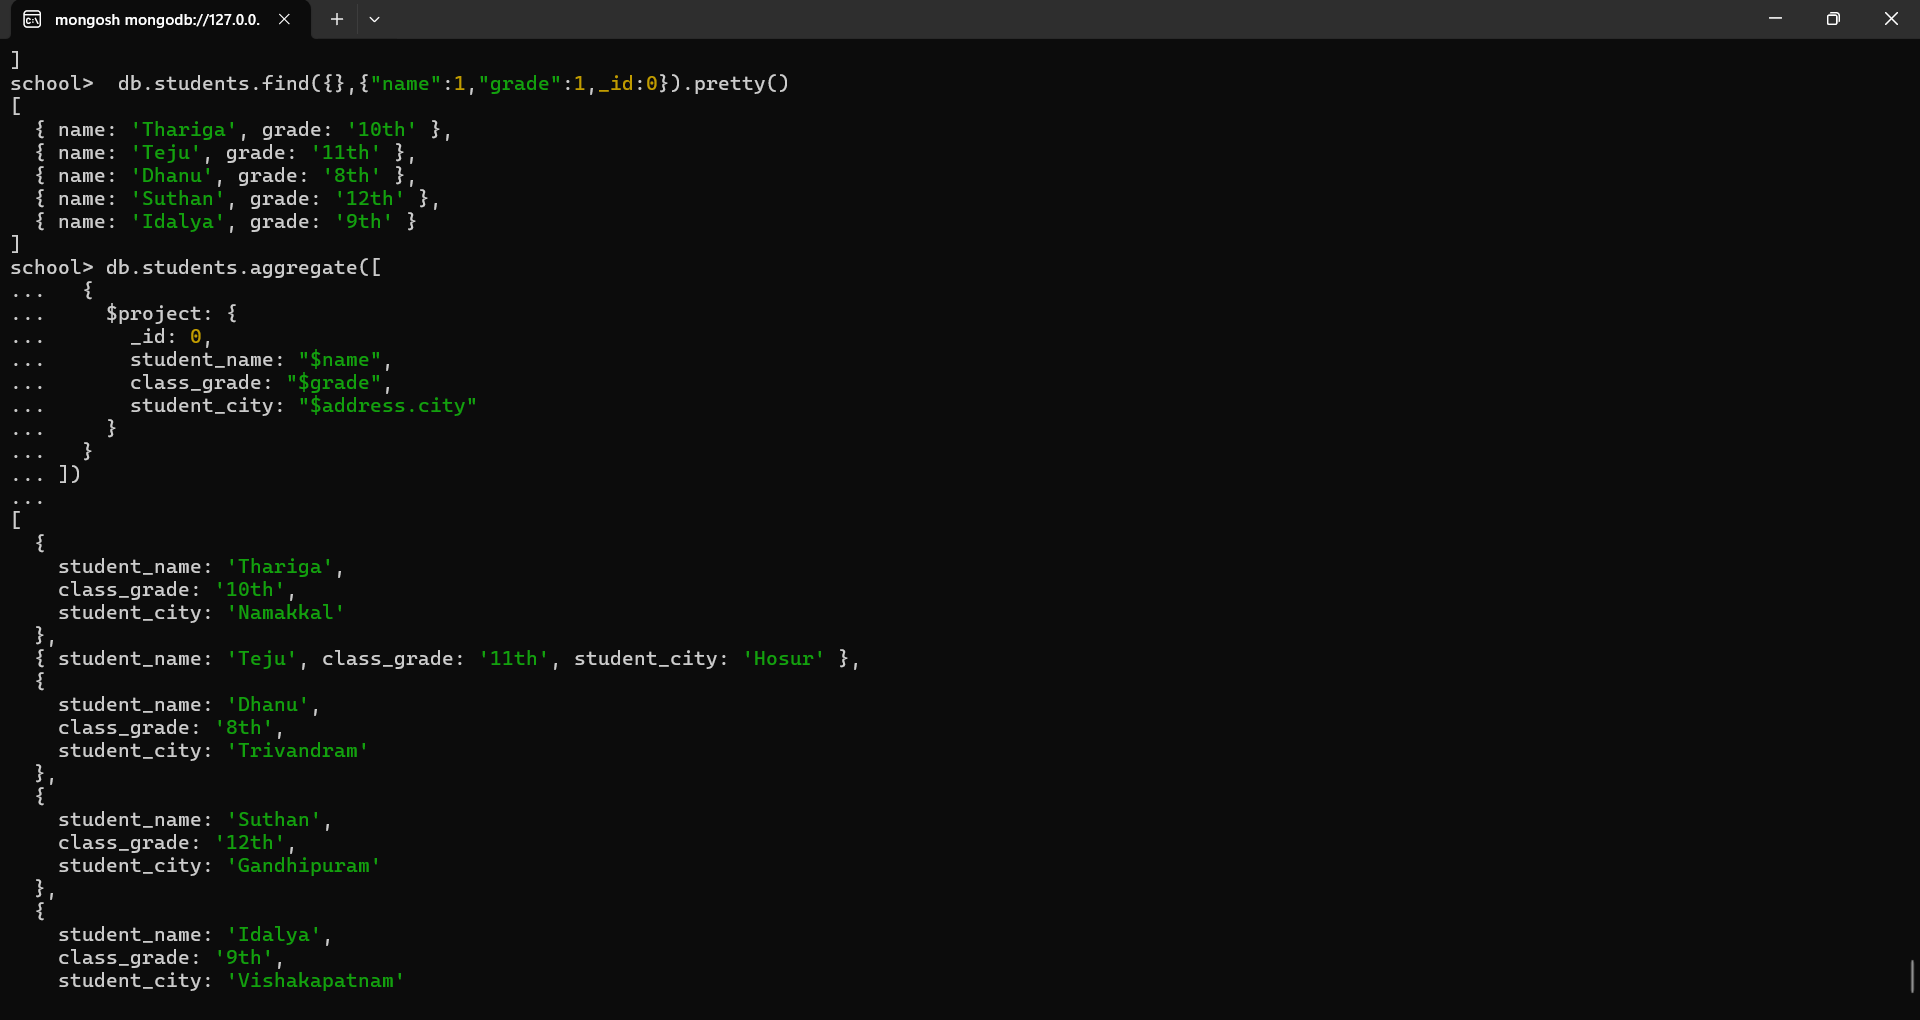 mongosh mongodb://127.0.0.
]
school>  db.students.find({},{"name":1,"grade":1,_id:0}).pretty()
[
  { name: 'Thariga', grade: '10th' },
  { name: 'Teju', grade: '11th' },
  { name: 'Dhanu', grade: '8th' },
  { name: 'Suthan', grade: '12th' },
  { name: 'Idalya', grade: '9th' }
]
school> db.students.aggregate([
...   {
...     $project: {
...       _id: 0,
...       student_name: "$name",
...       class_grade: "$grade",
...       student_city: "$address.city"
...     }
...   }
... ])
...
[
  {
    student_name: 'Thariga',
    class_grade: '10th',
    student_city: 'Namakkal'
  },
  { student_name: 'Teju', class_grade: '11th', student_city: 'Hosur' },
  {
    student_name: 'Dhanu',
    class_grade: '8th',
    student_city: 'Trivandram'
  },
  {
    student_name: 'Suthan',
    class_grade: '12th',
    student_city: 'Gandhipuram'
  },
  {
    student_name: 'Idalya',
    class_grade: '9th',
    student_city: 'Vishakapatnam'